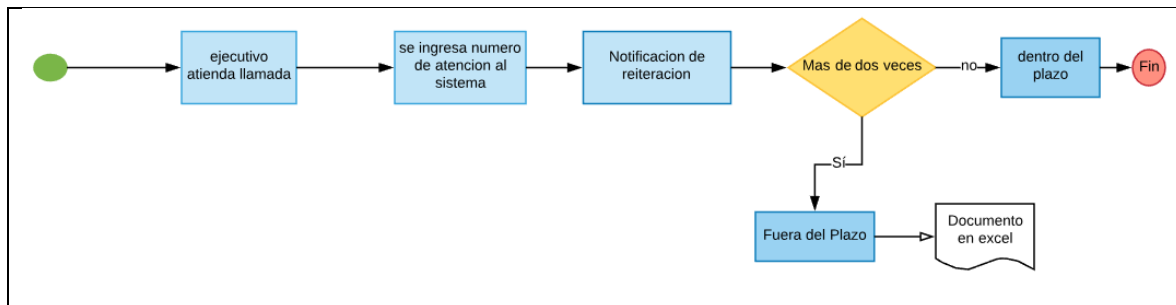 ejecutivo
atienda llamada
se ingresa numero
de atencion al
sistema
Notificacion de
reiteracion
Mas de dos veces
no
dentro del
plazo
Fin
Sí
Fuera del Plazo
Documento
en excel